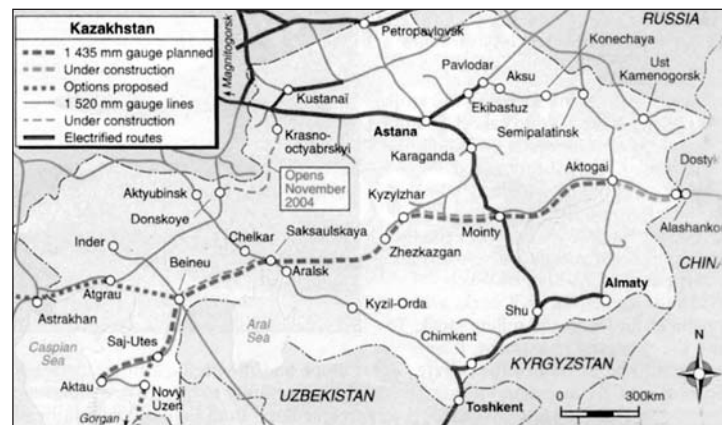 Kazakhstan
1 435 mm gauge planned
Under construction
Options proposed
1 520 mm gauge lines
Under construction
Electrified routes
Magnitogorsk
Petropavlovsk
RUSSIA
Konechaya
Pavlodar
Aksu
Ust
Kamenogorsk
Kustanaï
Ekibastuz
Krasno-
octyabrskyi
Astana
Semipalatinsk
Karaganda
Opens
November
2004
Aktogai
Dostyk
Aktyubinsk
Kyzylzhar
Donskoye
Alashankou
Mointy
Inder
Chelkar
Saksaulskaya
Zhezkazgan
Beineu
CHINA
Aralsk
Almaty
Atgrau
Astrakhan
Kyzil-Orda
Shu
Aral
Sea
Caspian
Sea
Saj-Utes
Chimkent
N
KYRGYZSTAN
Aktau
Novyi
Uzen
UZBEKISTAN
Toshkent
0
300km
Gorgan